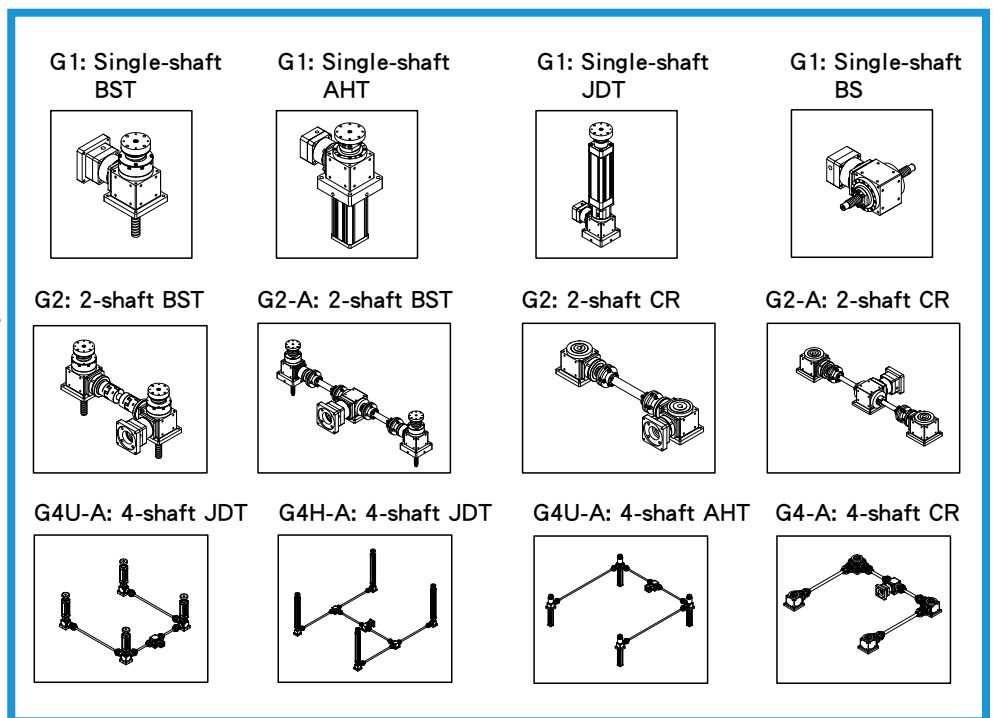 G1: Single-shaft
BST
G1: Single-shaft
AHT
G1: Single-shaft
JDT
G1: Single-shaft
BS
G2: 2-shaft BST
G2-A: 2-shaft BST
G2: 2-shaft CR
G2-A: 2-shaft CR
G4U-A: 4-shaft JDT
G4H-A: 4-shaft JDT
G4U-A: 4-shaft AHT
G4-A: 4-shaft CR